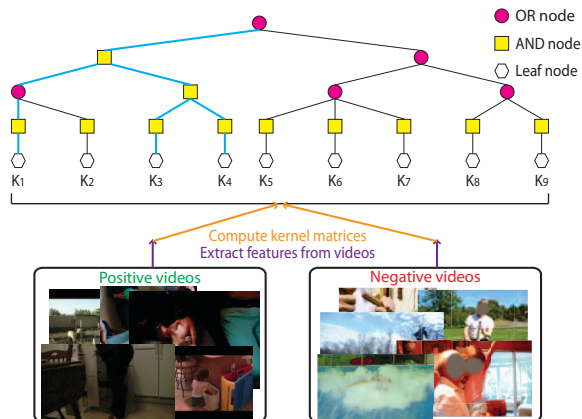 OR node
AND node
Leaf node
K1 K2 K3 K4 K5 K6 K7 K8 K9
Compute kernel matrices
Extract features from videos
Positive videos Negative videos